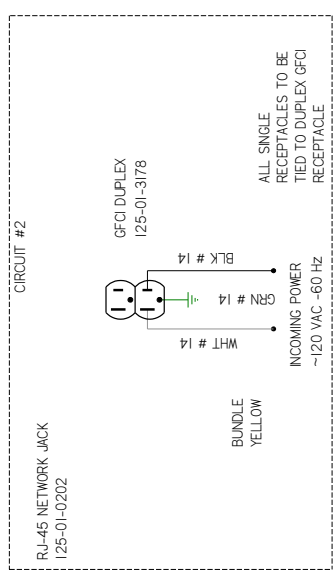 CIRCUIT #2
RJ-45 NETWORK JACK
125-01-0202
GFCI DUPLEX
125-01-3178
WHT # 14
GRN # 14
BLK # 14
BUNDLE
YELLOW
INCOMING POWER
~120 VAC -60 Hz
ALL SINGLE
RECEPTACLES TO BE
TIED TO DUPLEX GFCI
RECEPTACLE